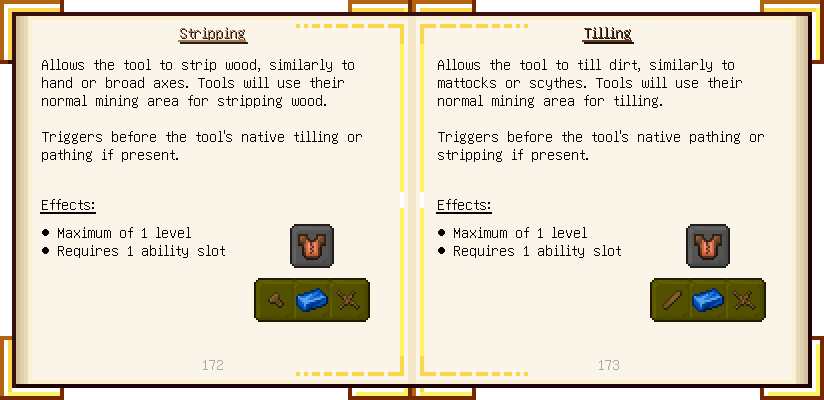 Stripping
Allows the tool to strip wood, similarly to
hand or broad axes. Tools will use their
normal mining area for stripping wood.
Triggers before the tool's native tilling or
pathing if present.
Effects:
• Maximum of 1 level
• Requires 1 ability slot
172
Tilling
Allows the tool to till dirt, similarly to
mattocks or scythes. Tools will use their
normal mining area for tilling.
Triggers before the tool's native pathing or
stripping if present.
Effects:
• Maximum of 1 level
• Requires 1 ability slot
173